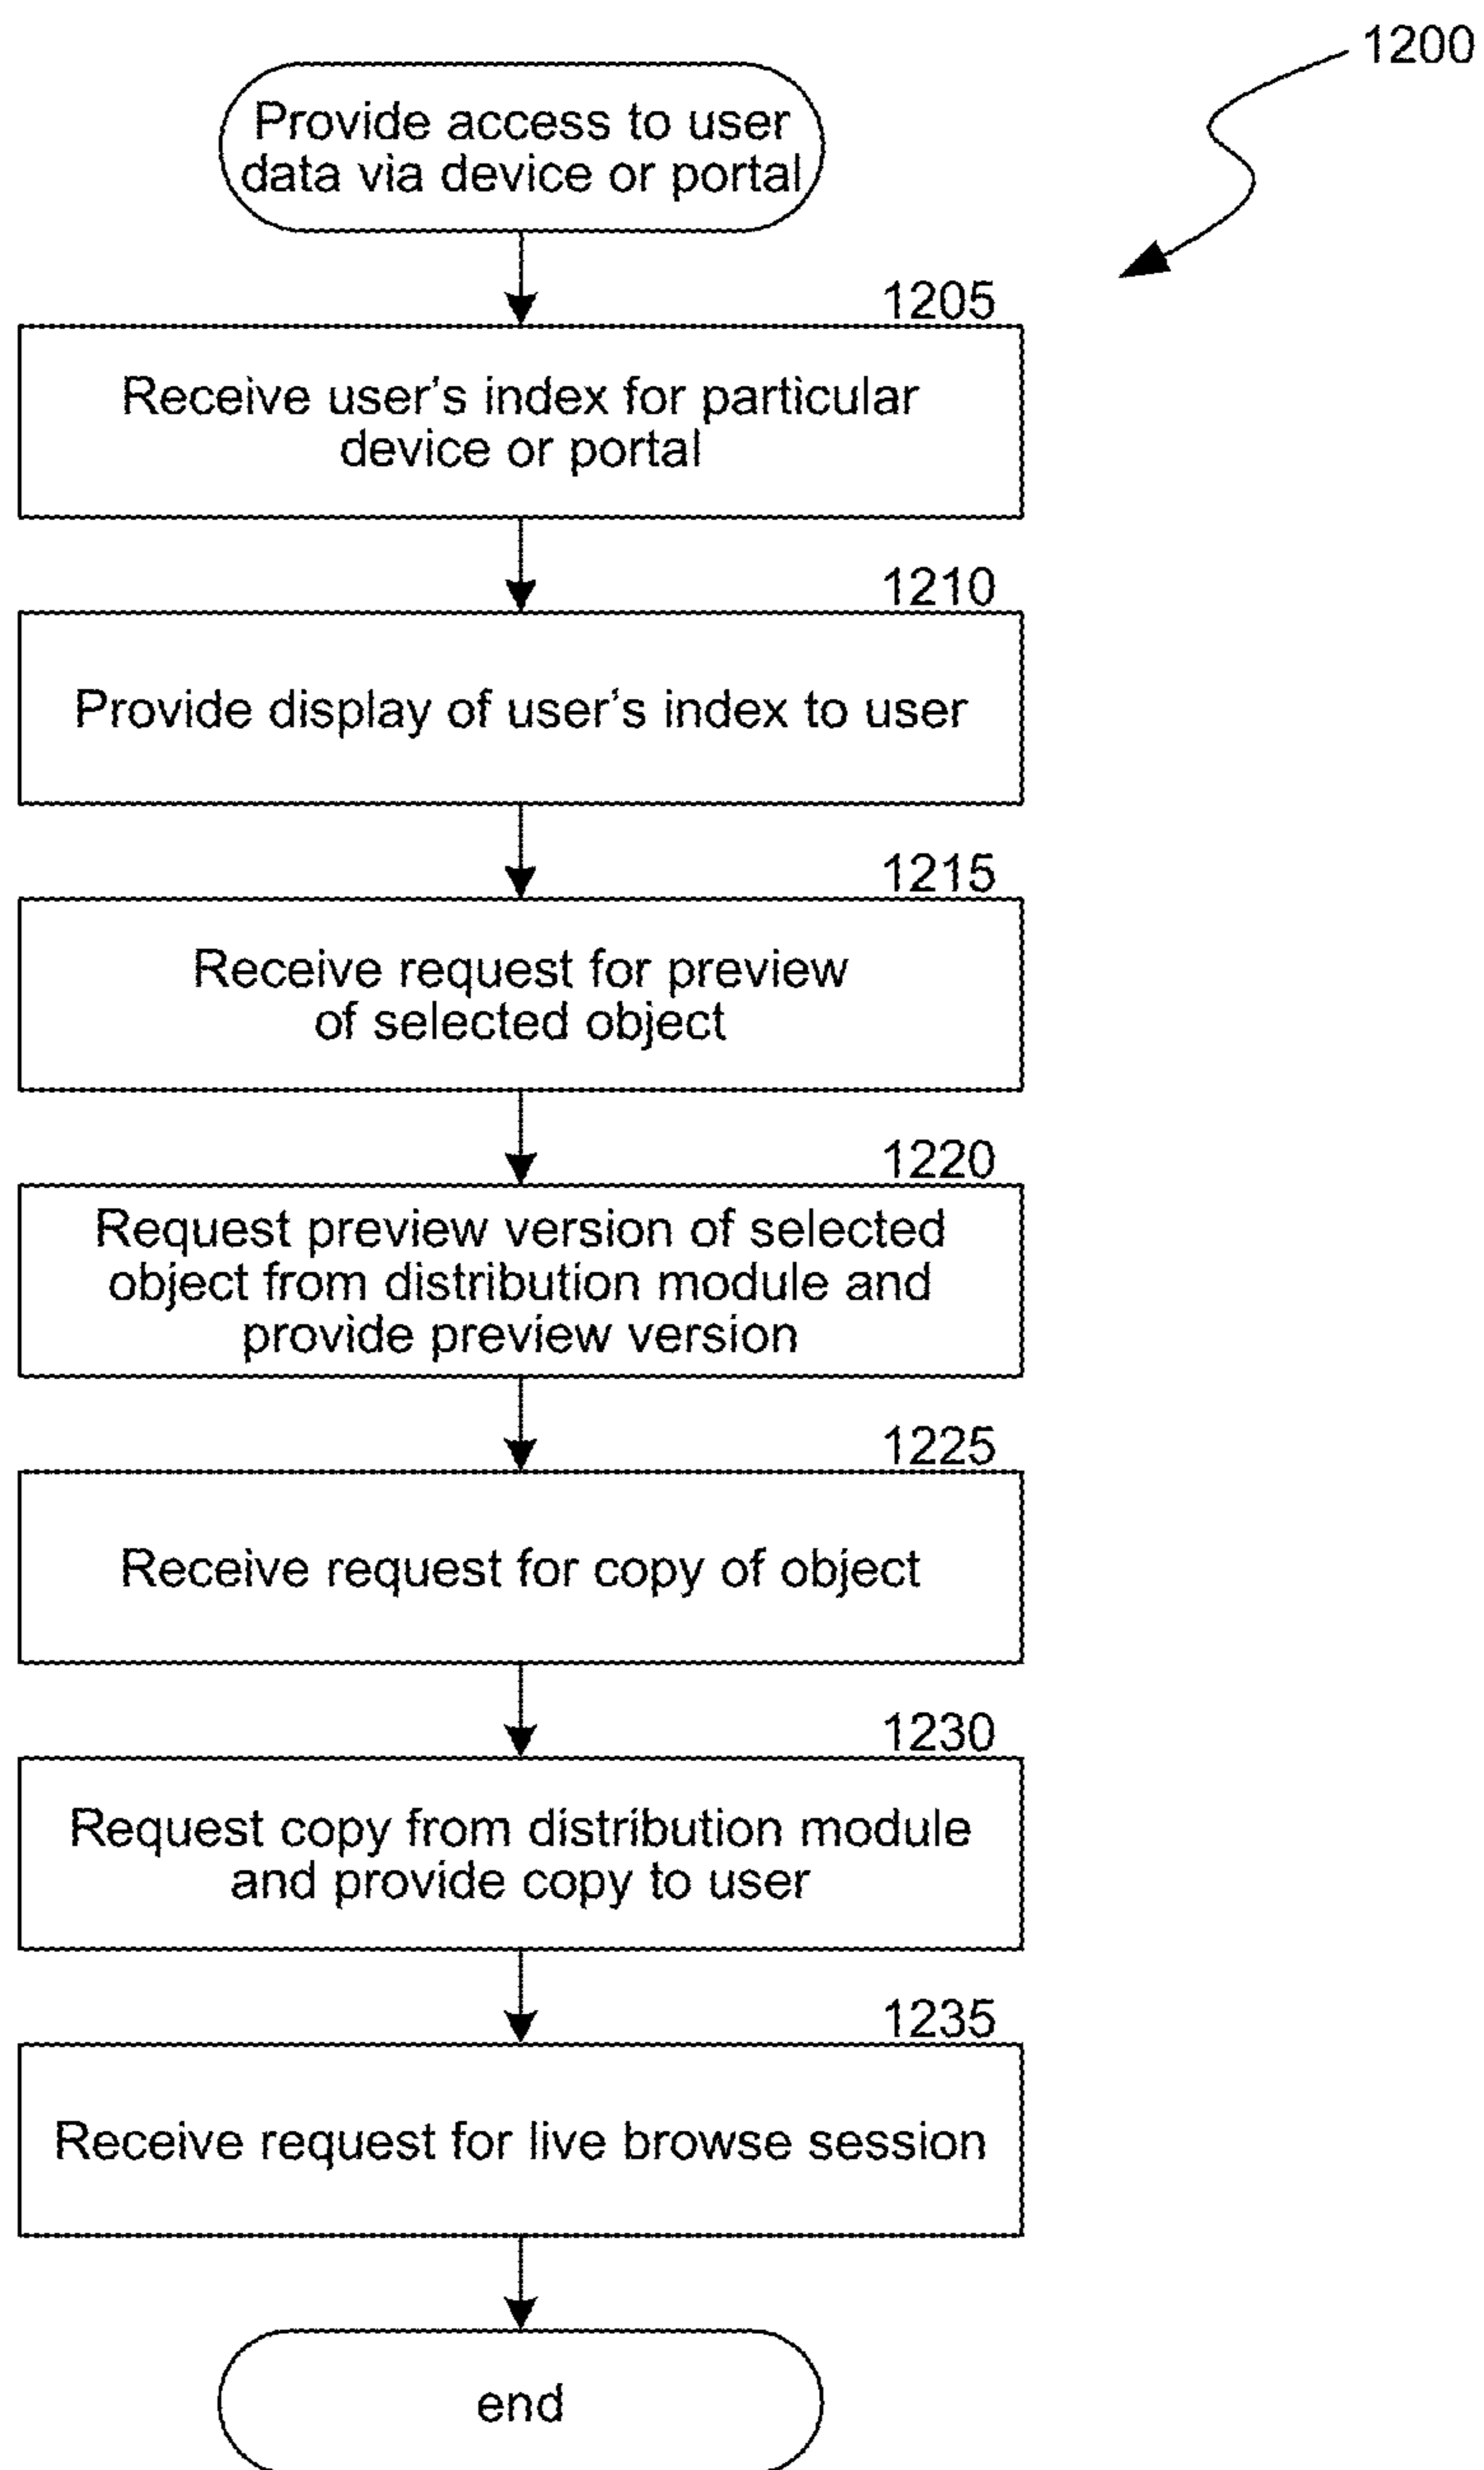 1200
Provide access to user
data via device or portal
1205
Receive user's index for particular
device or portal
1210
Provide display of user's index to user
1215
Receive request for preview
of selected object
1220
Request preview version of selected
object from distribution module and
provide preview version
1225
Receive request for copy of object
1230
Request copy from distribution module
and provide copy to user
1235
Receive request for live browse session
end